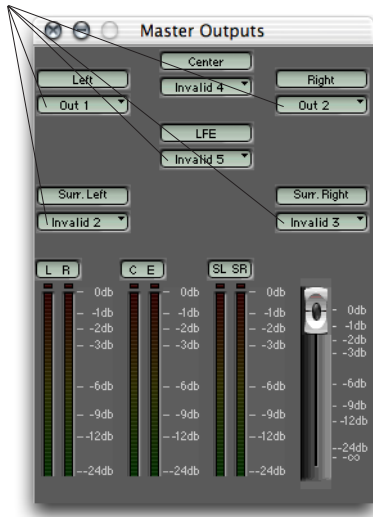 Master Outputs
Center
Left
Right
Invalid 4
Out 1
Out 2
LFE
Invalid 5
Surr. Left
Surr. Right
Invalid 2
Invalid 3
L R
C E
SL SR
0db
0db
0db
0db
-1db
-1db
-1db
-1db
-2db
-2db
-2db
-2db
-3db
-3db
-3db
-3db
-6db
-6db
-6db
-6db
-9db
-9db
-9db
-9db
-12db
-12db
-12db
-12db
-24db
-24db
-24db
-24db
-∞